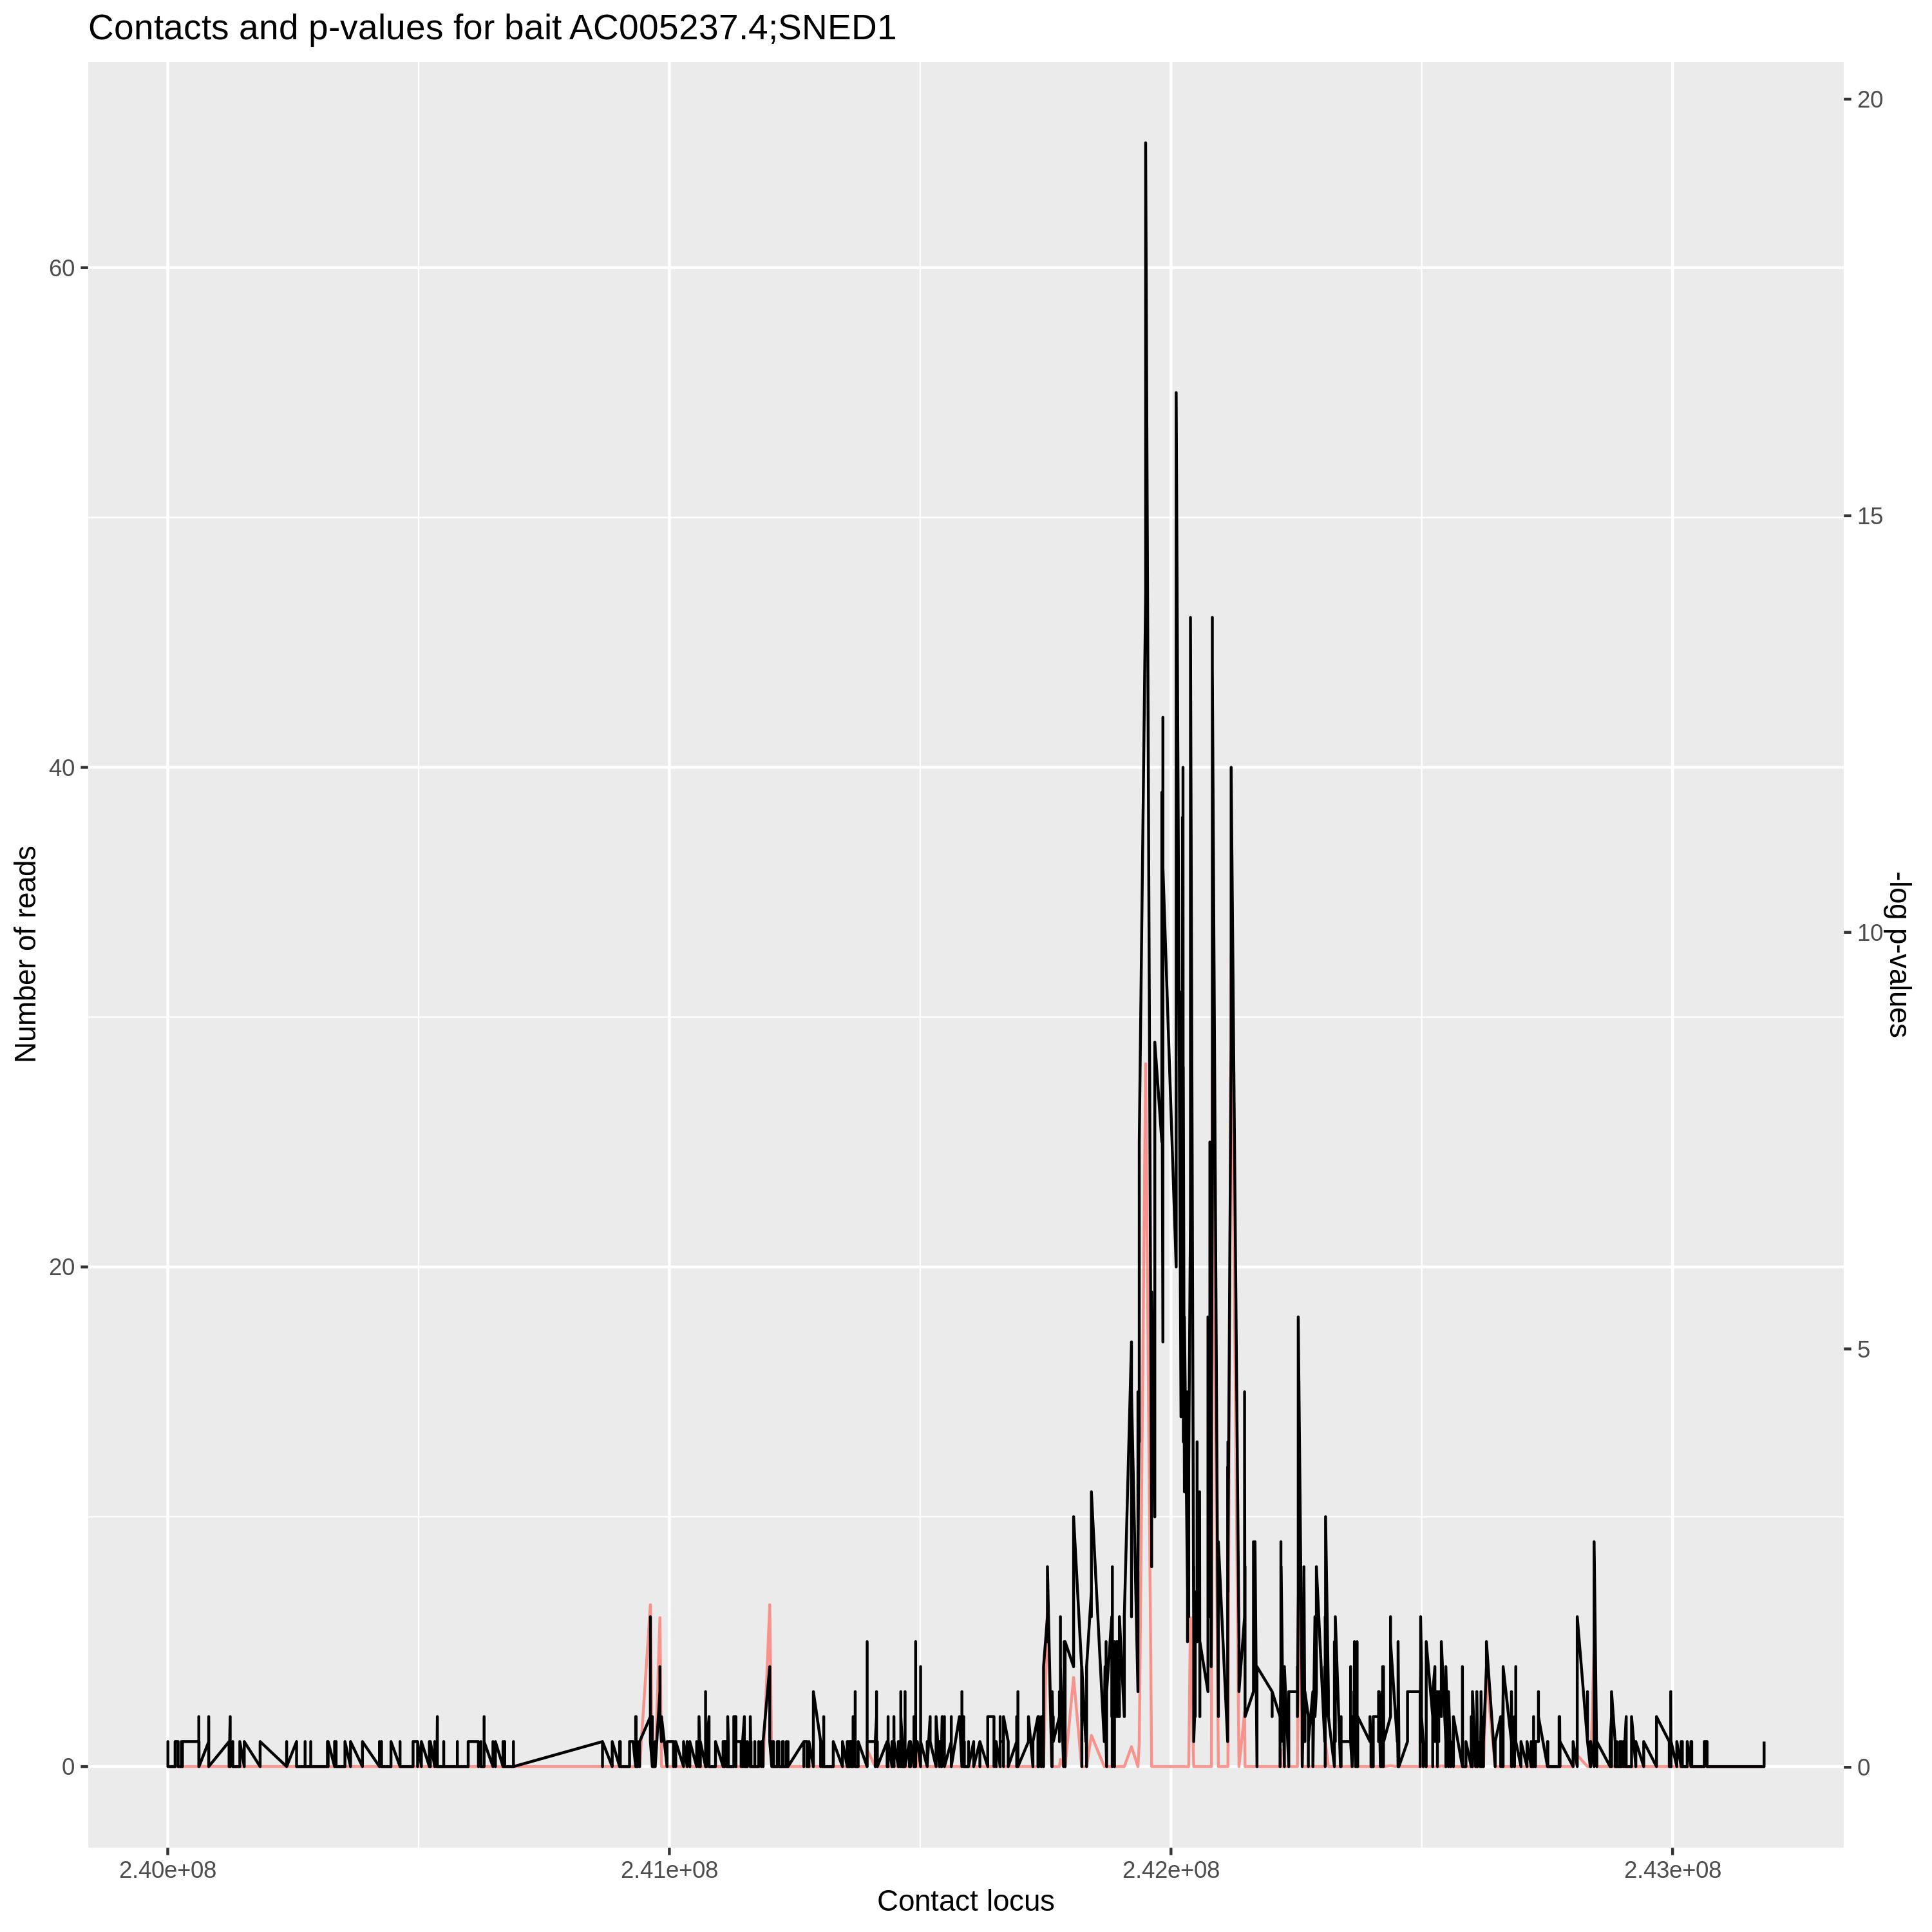 Contacts and p-values for bait AC005237.4;SNED1
Number of reads
60
40
20
0
20
15
10
5
0
-log p-values
2.40e+08
2.41e+08
2.42e+08
2.43e+08
Contact locus